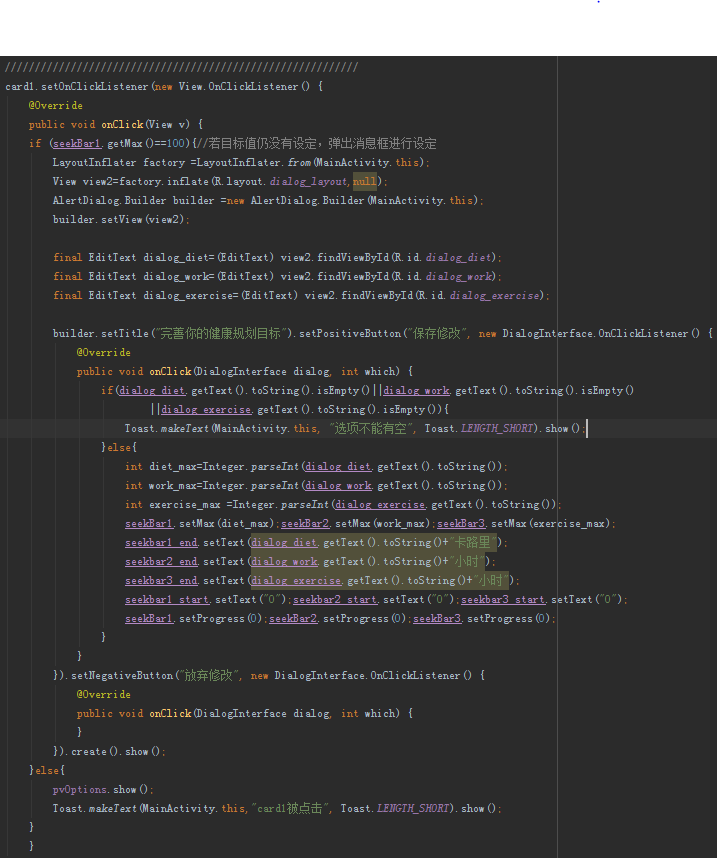 ////////////////////////////////////////////////////////////
card1.setOnClickListener(new View.OnClickListener() {
@Override
public void onClick(View v) {
if (seekBar1.getMax()==100){//若目标值仍没有设定，弹出消息框进行设定
LayoutInflater factory =LayoutInflater.from(MainActivity.this);
View view2=factory.inflate(R.layout.dialog_layout,null);
AlertDialog.Builder builder =new AlertDialog.Builder(MainActivity.this);
builder.setView(view2);
final EditText dialog_diet=(EditText) view2.findViewById(R.id.dialog_diet);
final EditText dialog_work=(EditText) view2.findViewById(R.id.dialog_work);
final EditText dialog_exercise=(EditText) view2.findViewById(R.id.dialog_exercise);
builder.setTitle("完善你的健康规划目标").setPositiveButton("保存修改", new DialogInterface.OnClickListener() {
@Override
public void onClick(DialogInterface dialog, int which) {
if(dialog_diet.getText().toString().isEmpty()||dialog_work.getText().toString().isEmpty()
||dialog_exercise.getText().toString().isEmpty()){
Toast.makeText(MainActivity.this, "选项不能有空", Toast.LENGTH_SHORT).show();
}else{
int diet_max=Integer.parseInt(dialog_diet.getText().toString());
int work_max=Integer.parseInt(dialog_work.getText().toString());
int exercise_max =Integer.parseInt(dialog_exercise.getText().toString());
seekBar1.setMax(diet_max);seekBar2.setMax(work_max);seekBar3.setMax(exercise_max);
seekbar1_end.setText(dialog_diet.getText().toString()+"卡路里");
seekbar2_end.setText(dialog_work.getText().toString()+"小时");
seekbar3_end.setText(dialog_exercise.getText().toString()+"小时");
seekbar1_start.setText("0");seekbar2_start.setText("0");seekbar3_start.setText("0");
seekBar1.setProgress(0);seekBar2.setProgress(0);seekBar3.setProgress(0);
}
}
}).setNegativeButton("放弃修改", new DialogInterface.OnClickListener() {
@Override
public void onClick(DialogInterface dialog, int which) {
}
}).create().show();
}else{
pvOptions.show();
Toast.makeText(MainActivity.this,"card1被点击", Toast.LENGTH_SHORT).show();
}
}